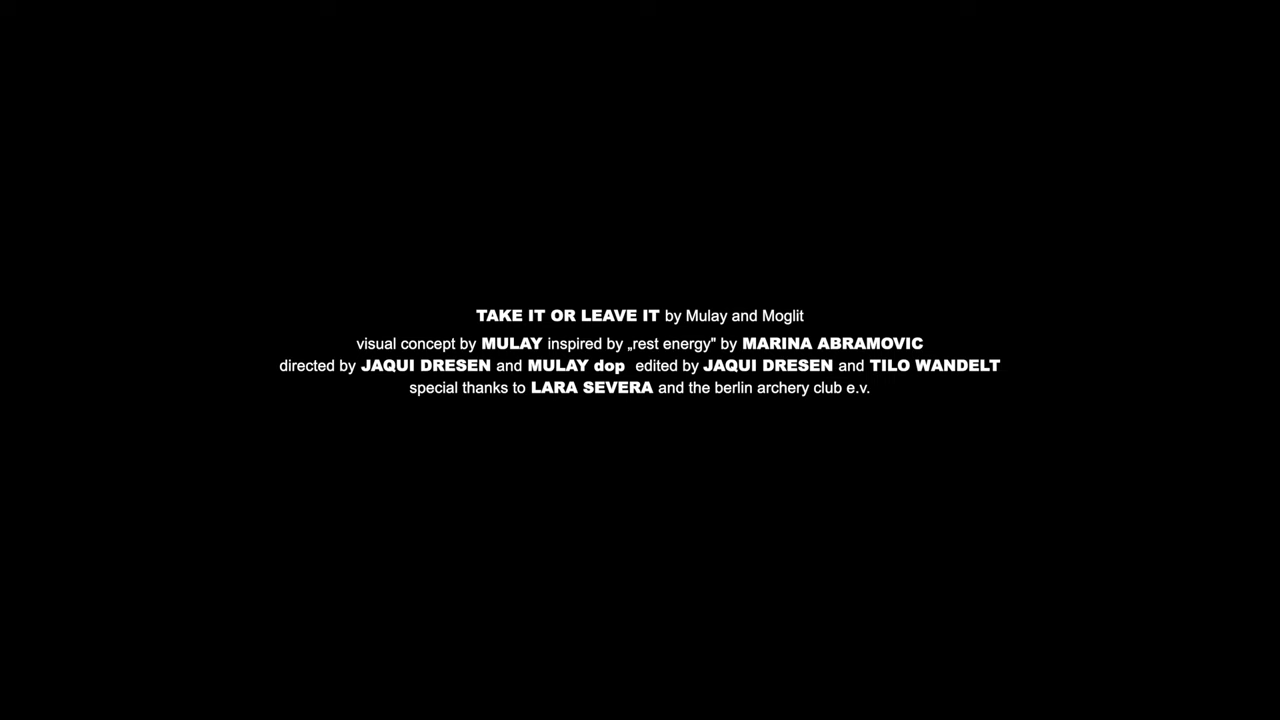 TAKE IT OR LEAVE IT by Mulay and Moglit
visual concept by MULAY inspired by „rest energy" by MARINA ABRAMOVIC
directed by JAQUI DRESEN and MULAY dop edited by JAQUI DRESEN and TILO WANDELT
special thanks to LARA SEVERA and the berlin archery club e.v.